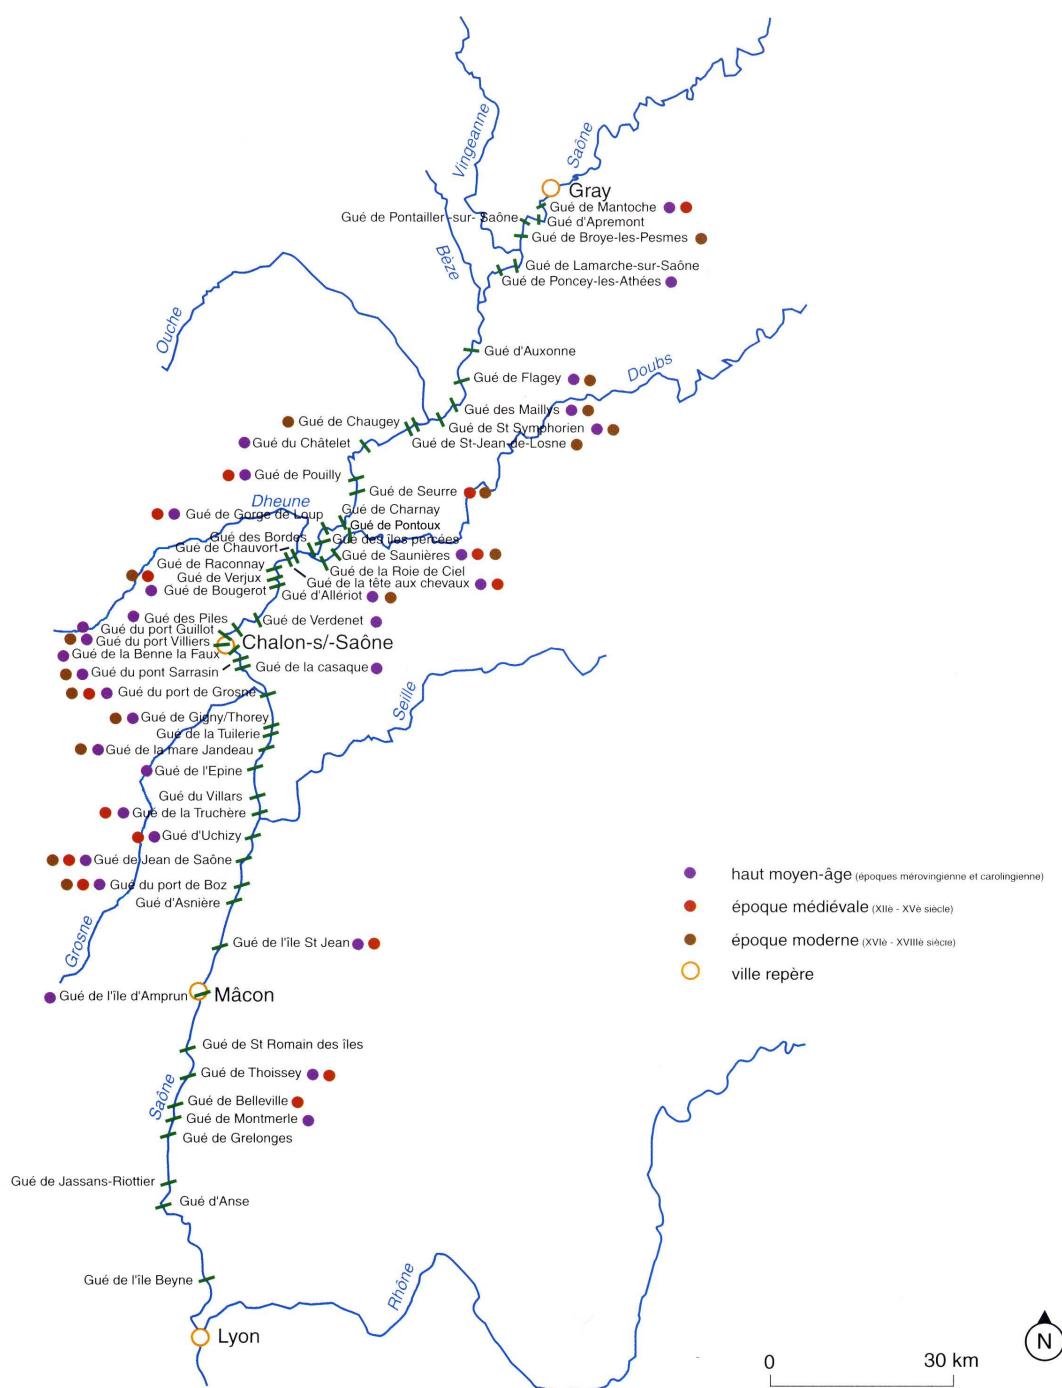 Vingeanne
Saône
Gray
Gué de Mantoche
Gué de Pontailler-sur- Saône
Gué d'Apremont
Gué de Broye-les-Pesmes
Bèze
Gué de Lamarche-sur-Saône
Gué de Poncey-les-Athées
Ouche
Gué d'Auxonne
Doubs
Gué de Flagey
Gué des Maillys
Gué de Chaugey
Gué de St Symphorien
Gué du Châtelet
Gué de St-Jean-de-Losne
Gué de Pouilly
Gué de Seurre
Dheune
Gué de Gorge de Loup
Gué de Charnay
Gué de Pontoux
Gué des Bordes
Gué des îles percées
Gué de Chauvort
Gué de Saunières
Gué de Raconnay
Gué de la Roie de Ciel
Gué de Verjux
Gué de la tête aux chevaux
Gué de Bougerot
Gué d'Allériot
Gué des Piles
Gué de Verdenet
Gué du port Guillot
Gué du port Villiers
Chalon-s/-Saône
Gué de la Benne la Faux
Gué de la casaque
Gué du pont Sarrasin
Gué du port de Grosne
Seille
Gué de Gigny/Thorey
Gué de la Tuilerie
Gué de la mare Jandeau
Gué de l'Epine
Gué du Villars
Gué de la Truchère
Gué d'Uchizy
Gué de Jean de Saône
Gué du port de Boz
Gué d'Asnière
Grosne
Gué de l'île St Jean
Gué de l'île d'Amprun
Mâcon
Gué de St Romain des îles
Gué de Thoissey
Saône
Gué de Belleville
Gué de Montmerle
Gué de Grelonges
Gué de Jassans-Riottier
Gué d'Anse
Gué de l'île Beyne
Rhône
Lyon
haut moyen-âge (époques mérovingienne et carolingienne)
époque médiévale (XIIè - XVè siècle)
époque moderne (XVIè - XVIIIè siècle)
ville repère
N
0 30 km